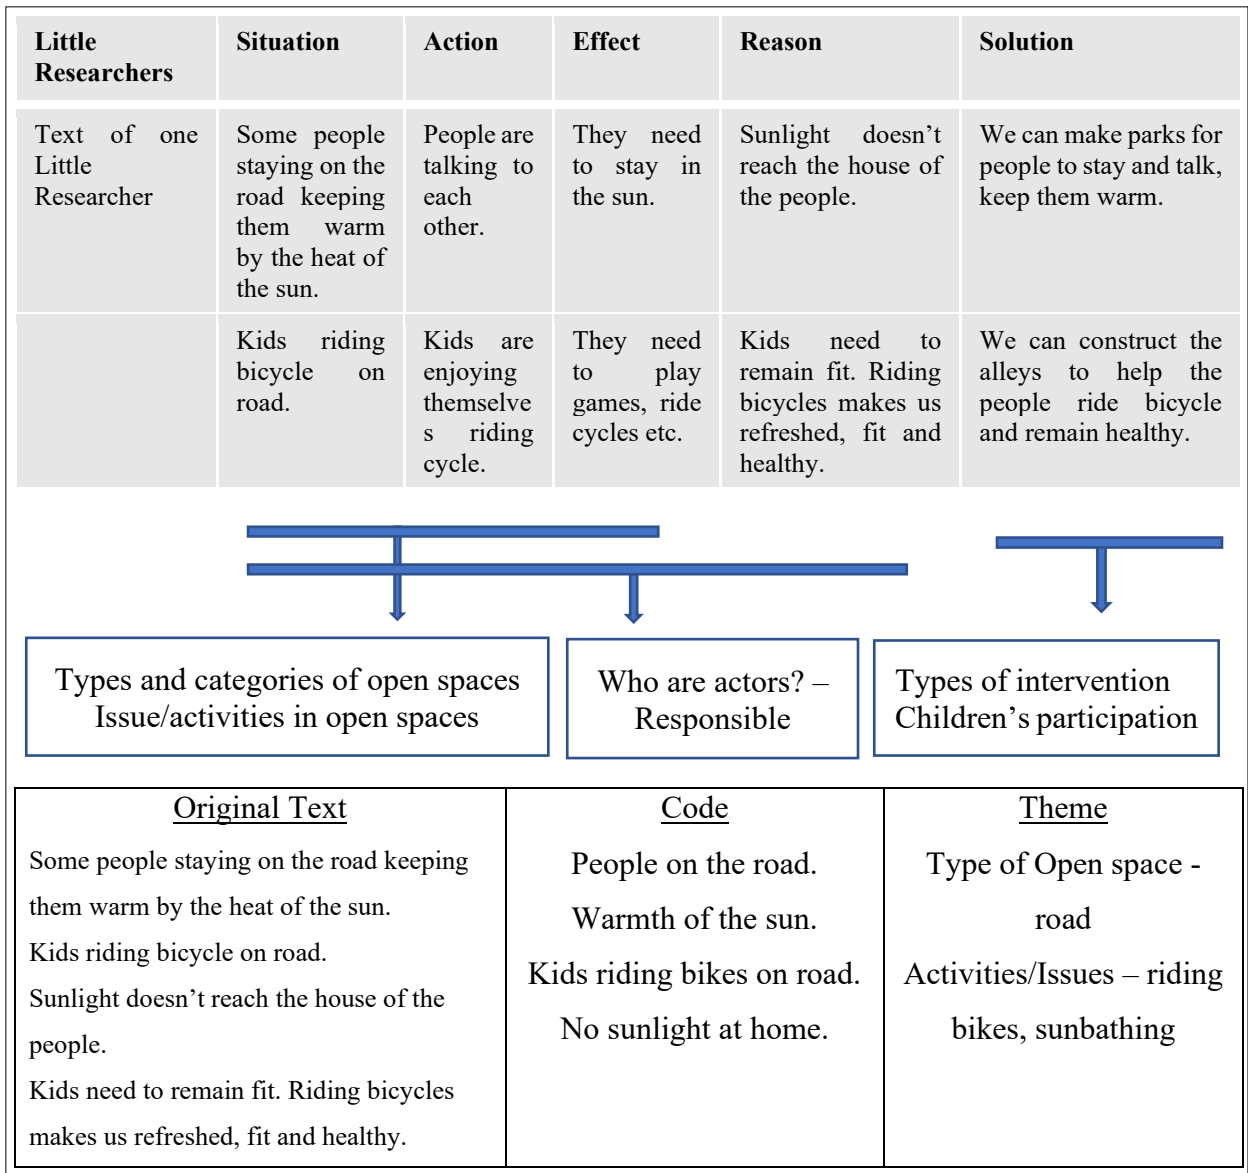 Little
Researchers
Situation
Action
Effect
Reason
Solution
Text of one
Little
Researcher
Some people
staying on the
road keeping
them warm
by the heat of
the sun.
People are
talking to
each
other.
They need
to stay in
the sun.
Sunlight doesn’t
reach the house of
the people.
We can make parks for
people to stay and talk,
keep them warm.
Kids riding
bicycle on
road.
Kids are
enjoying
themselve
s riding
cycle.
They need
to play
games, ride
cycles etc.
Kids need to
remain fit. Riding
bicycles makes us
refreshed, fit and
healthy.
We can construct the
alleys to help the
people ride bicycle
and remain healthy.
Types and categories of open spaces
Issue/activities in open spaces
Who are actors? –
Responsible
Types of intervention
Children’s participation
Original Text
Some people staying on the road keeping
them warm by the heat of the sun.
Kids riding bicycle on road.
Sunlight doesn’t reach the house of the
people.
Kids need to remain fit. Riding bicycles
makes us refreshed, fit and healthy.
Code
People on the road.
Warmth of the sun.
Kids riding bikes on road.
No sunlight at home.
Theme
Type of Open space -
road
Activities/Issues – riding
bikes, sunbathing